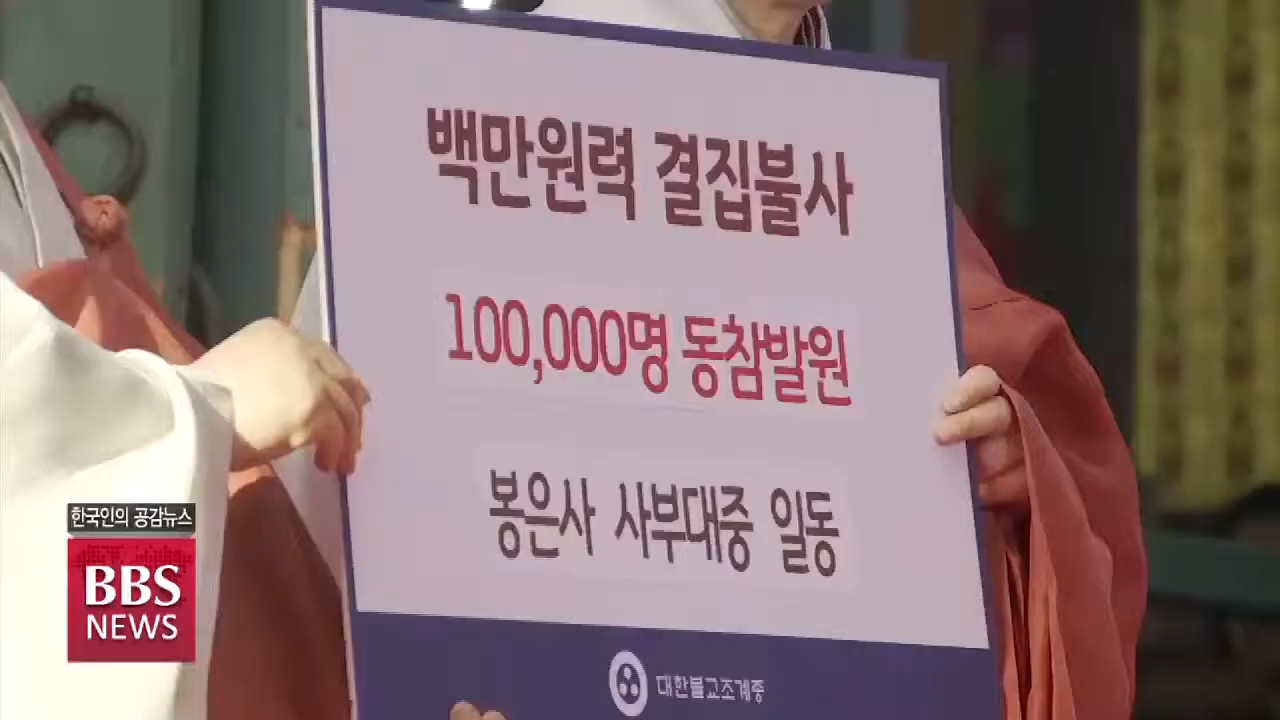 백만원력 결집불사
100,000명 동참발원
봉은사 사부대중 일동
대한불교조계종
한국인의 공감뉴스
BBS
NEWS